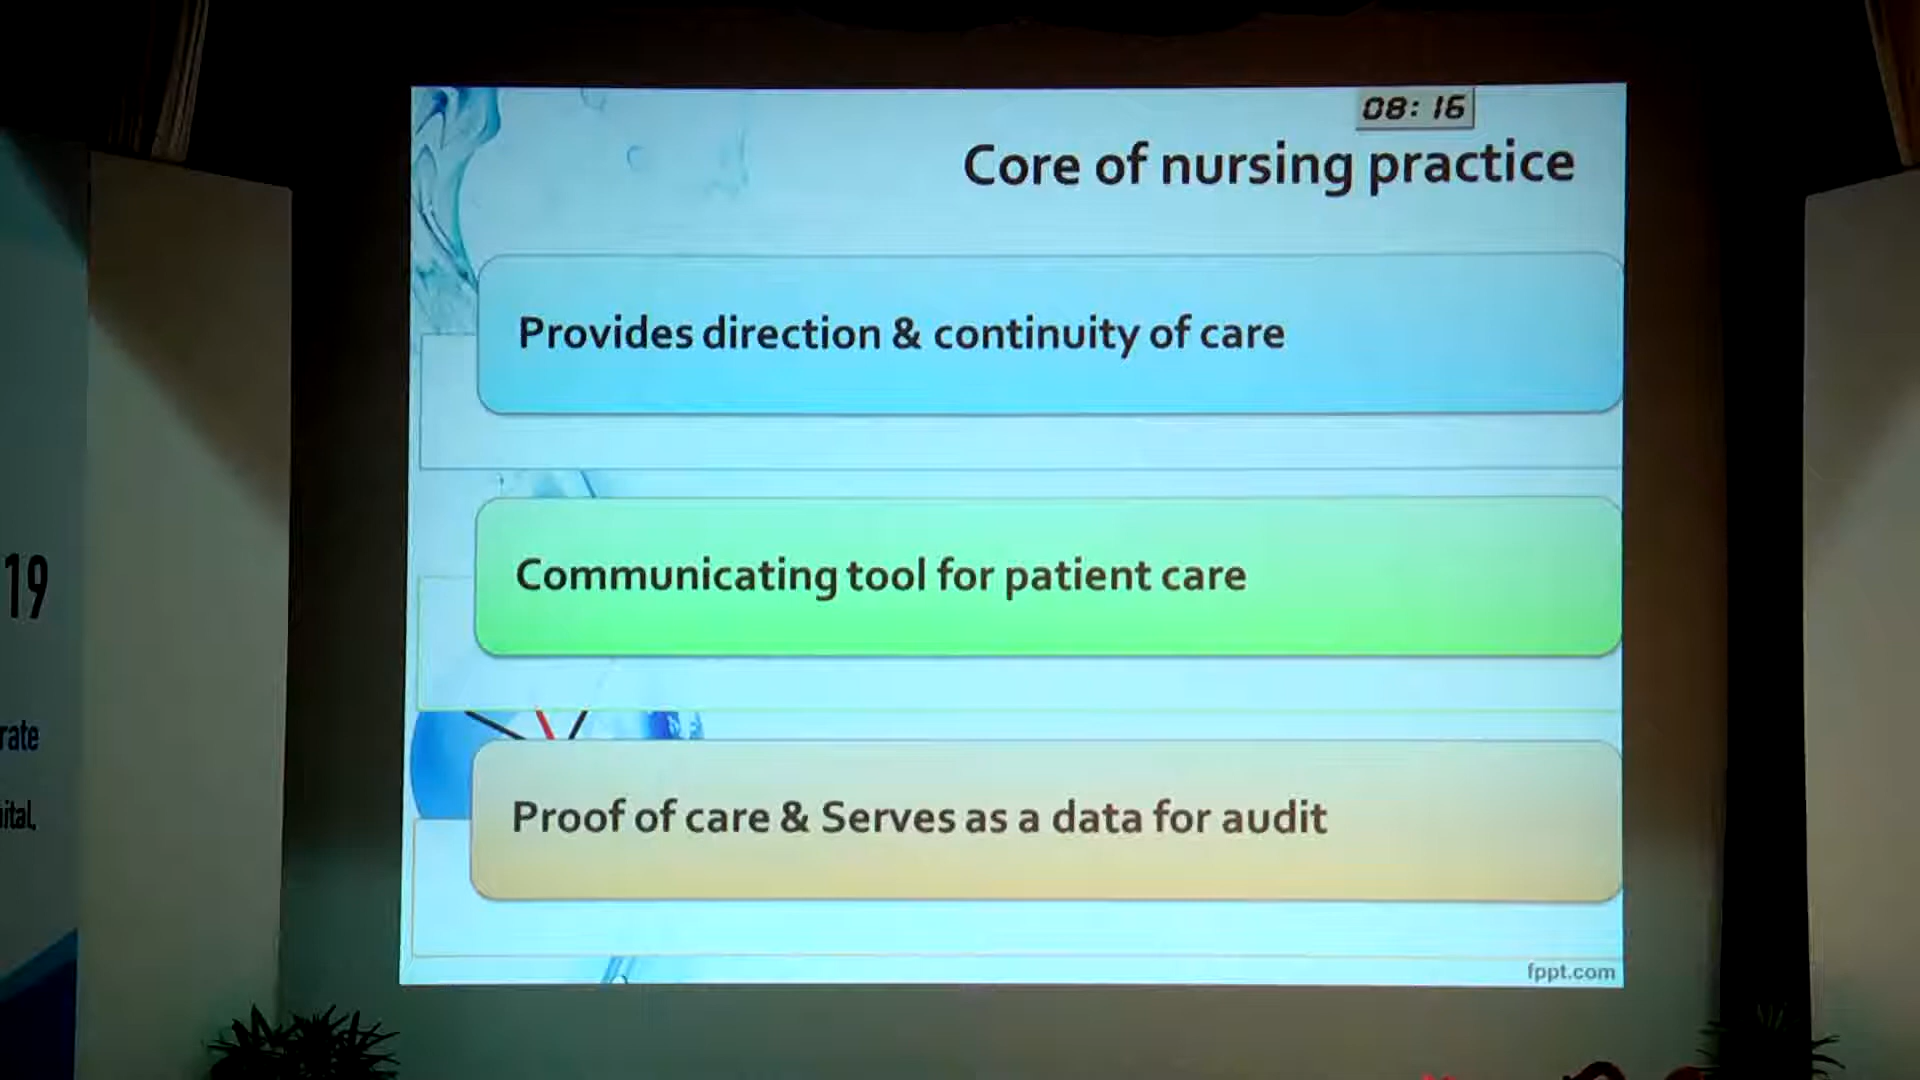 08: 16
Core of nursing practice
Provides direction & continuity of care
Communicating tool for patient care
Proof of care & Serves as a data for audit
fppt.com
19
rate
ital,